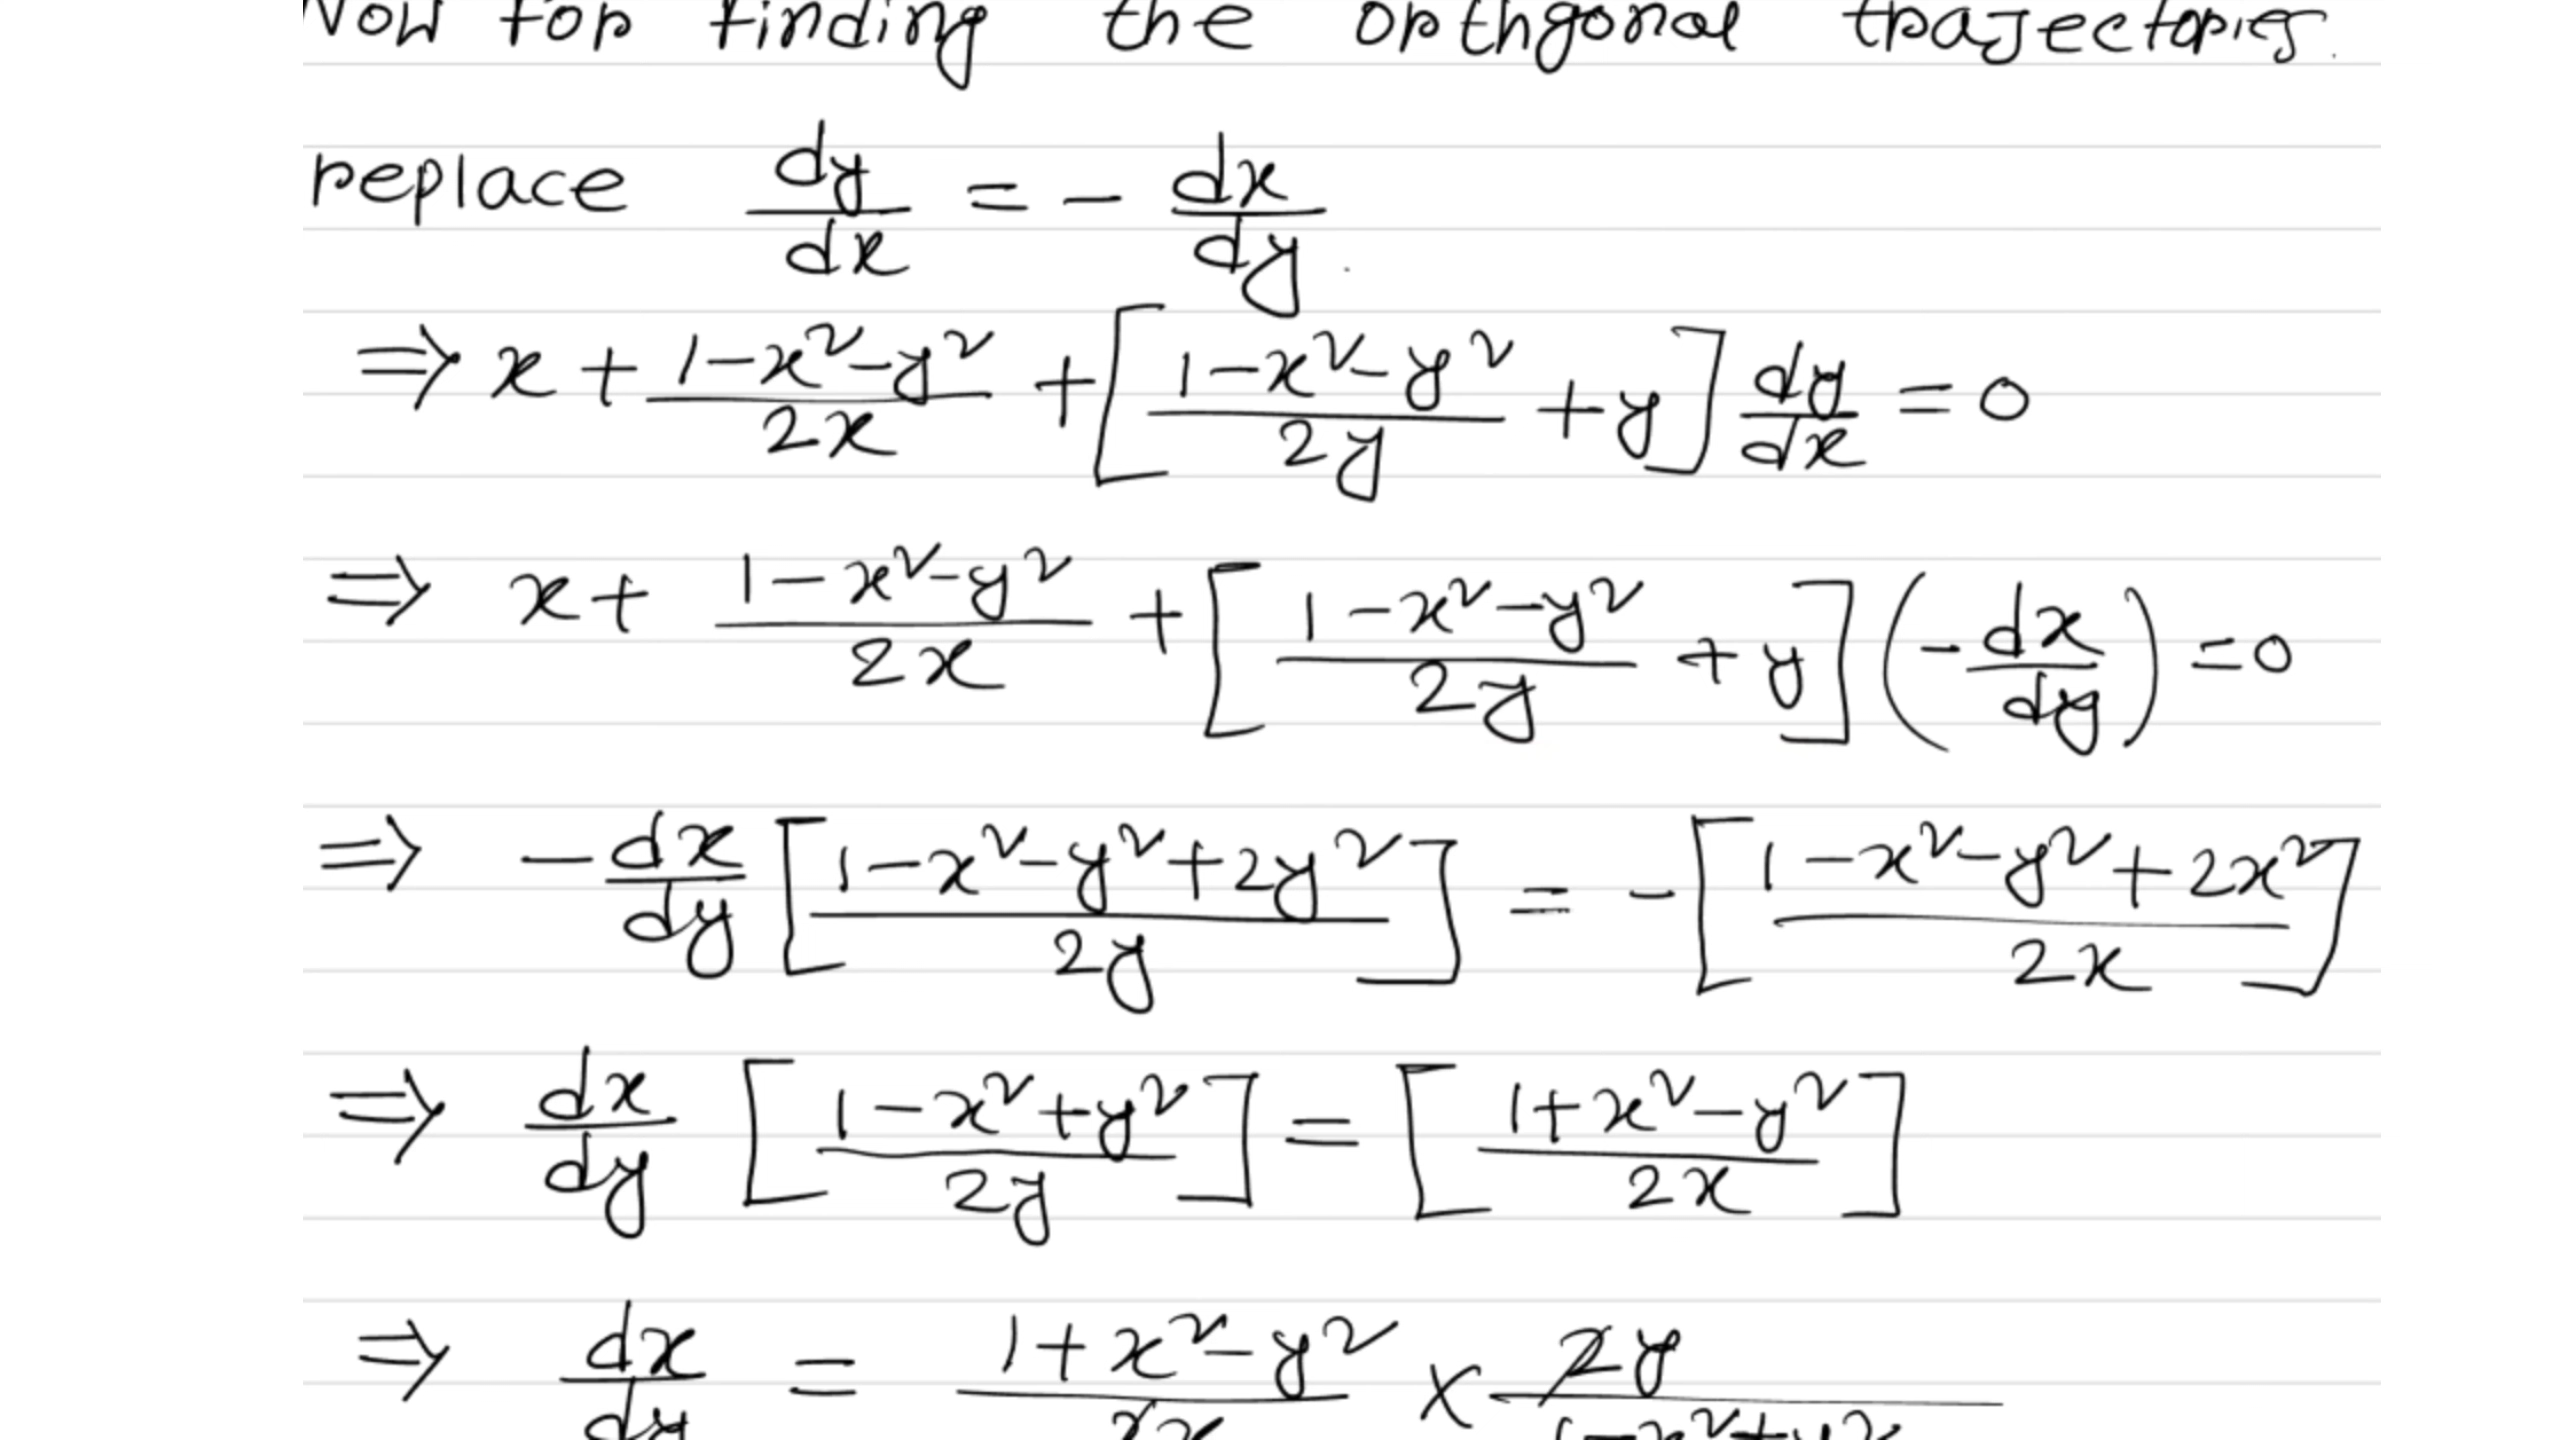 Now for finding the orthgonal trajectories.
replace dy/dx = - dx/dy.
⇒ x + (1-x²-y²)/2x + [(1-x²-y²)/2y + y] dy/dx = 0
⇒ x + (1-x²-y²)/2x + [(1-x²-y²)/2y + y] (-dx/dy) = 0
⇒ -dx/dy [(1-x²-y²+2y²)/2y] = -[(1-x²-y²+2x²)/2x]
⇒ dx/dy [(1-x²+y²)/2y] = [(1+x²-y²)/2x]
⇒ dx/dy = (1+x²-y²)/2x × 2y/(1-x²+y²